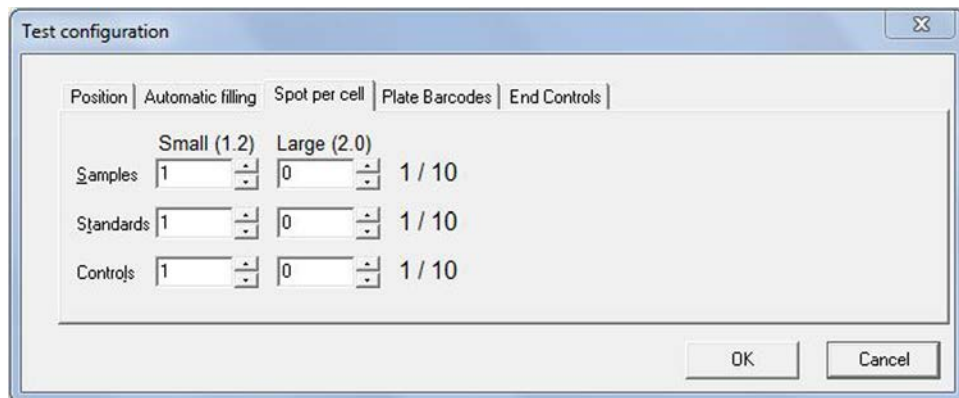 Test configuration
Position Automatic filling Spot per cell Plate Barcodes End Controls
Small (1.2) Large (2.0)
Samples 1 0 1 / 10
Standards 1 0 1 / 10
Controls 1 0 1 / 10
OK Cancel